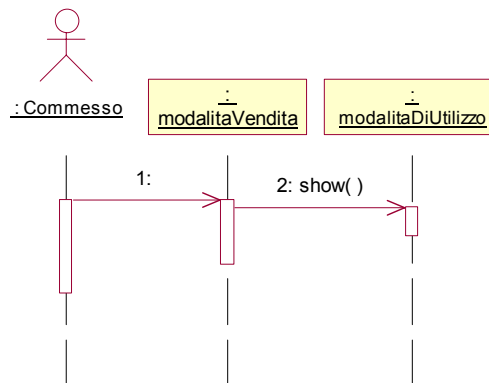 : Commesso
:
modalitaVendita
:
modalitaDiUtilizzo
1:
2: show( )